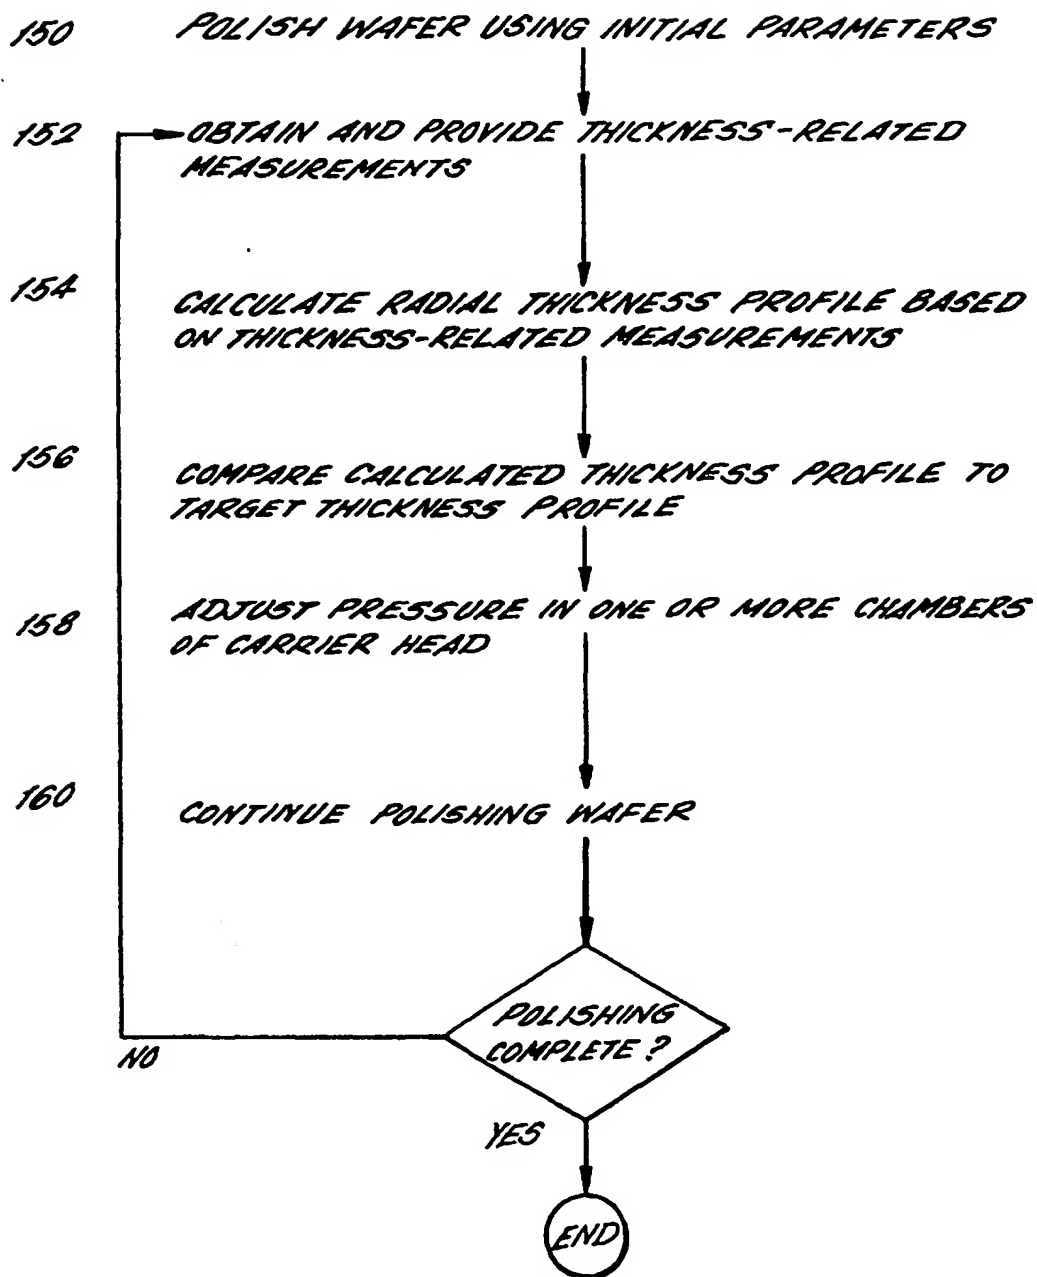 150 POLISH WAFER USING INITIAL PARAMETERS
152 OBTAIN AND PROVIDE THICKNESS-RELATED
MEASUREMENTS
154 CALCULATE RADIAL THICKNESS PROFILE BASED
ON THICKNESS-RELATED MEASUREMENTS
156 COMPARE CALCULATED THICKNESS PROFILE TO
TARGET THICKNESS PROFILE
158 ADJUST PRESSURE IN ONE OR MORE CHAMBERS
OF CARRIER HEAD
160 CONTINUE POLISHING WAFER
POLISHING
COMPLETE?
NO
YES
END